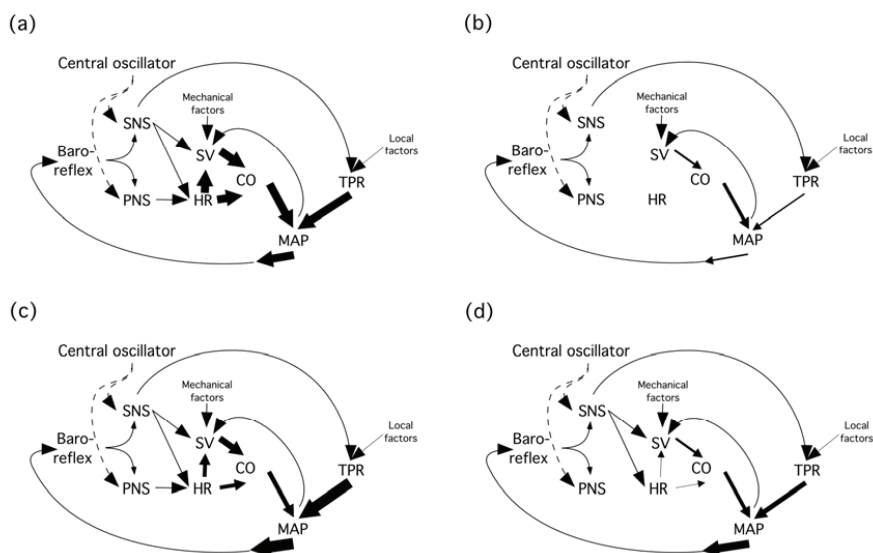 (a)
Central oscillator
Mechanical
factors
SNS
Local
factors
Baro-
reflex
SV
CO
TPR
PNS
HR
MAP
(b)
Central oscillator
Mechanical
factors
SNS
Local
factors
Baro-
reflex
SV
CO
TPR
PNS
HR
MAP
(c)
Central oscillator
Mechanical
factors
SNS
Local
factors
Baro-
reflex
SV
CO
TPR
PNS
HR
MAP
(d)
Central oscillator
Mechanical
factors
SNS
Local
factors
Baro-
reflex
SV
CO
TPR
PNS
HR
MAP